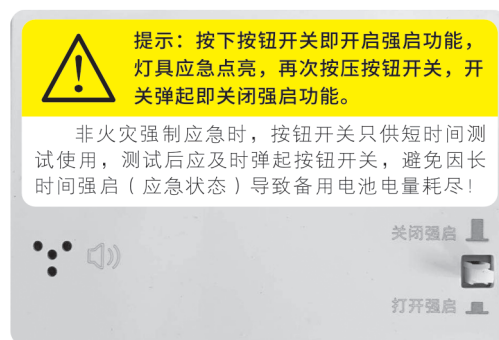 提示：按下按钮开关即开启强启功能，
灯具应急点亮，再次按压按钮开关，开
关弹起即关闭强启功能。
非火灾强制应急时，按钮开关只供短时间测
试使用，测试后应及时弹起按钮开关，避免因长
时间强启（应急状态）导致备用电池电量耗尽！
关闭强启
打开强启